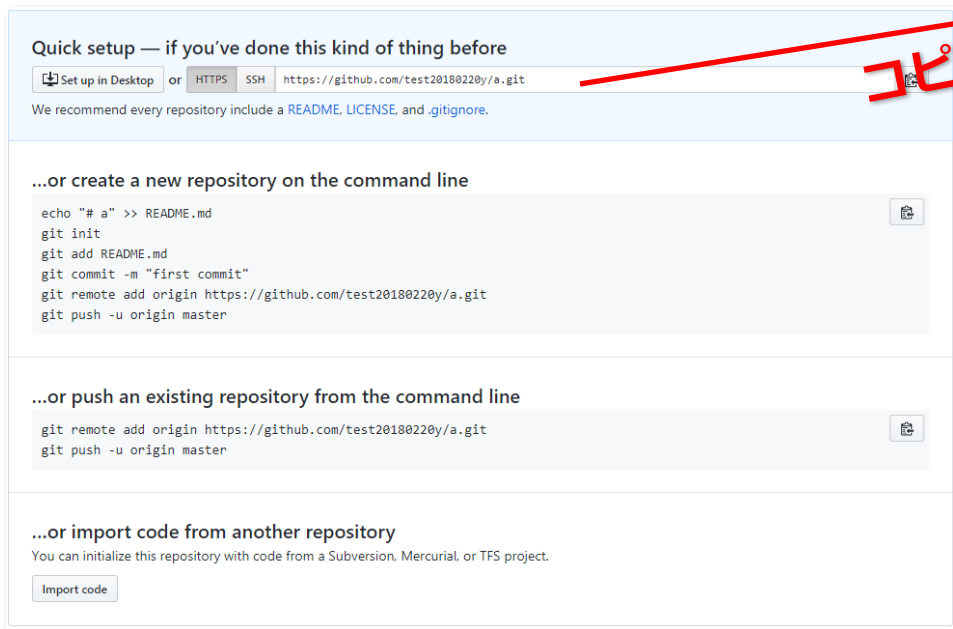 Quick setup — if you've done this kind of thing before
Set up in Desktop or HTTPS SSH https://github.com/test20180220y/a.git
コピ
We recommend every repository include a README, LICENSE, and .gitignore.
...or create a new repository on the command line
echo "# a" >> README.md
git init
git add README.md
git commit -m "first commit"
git remote add origin https://github.com/test20180220y/a.git
git push -u origin master
...or push an existing repository from the command line
git remote add origin https://github.com/test20180220y/a.git
git push -u origin master
...or import code from another repository
You can initialize this repository with code from a Subversion, Mercurial, or TFS project.
Import code